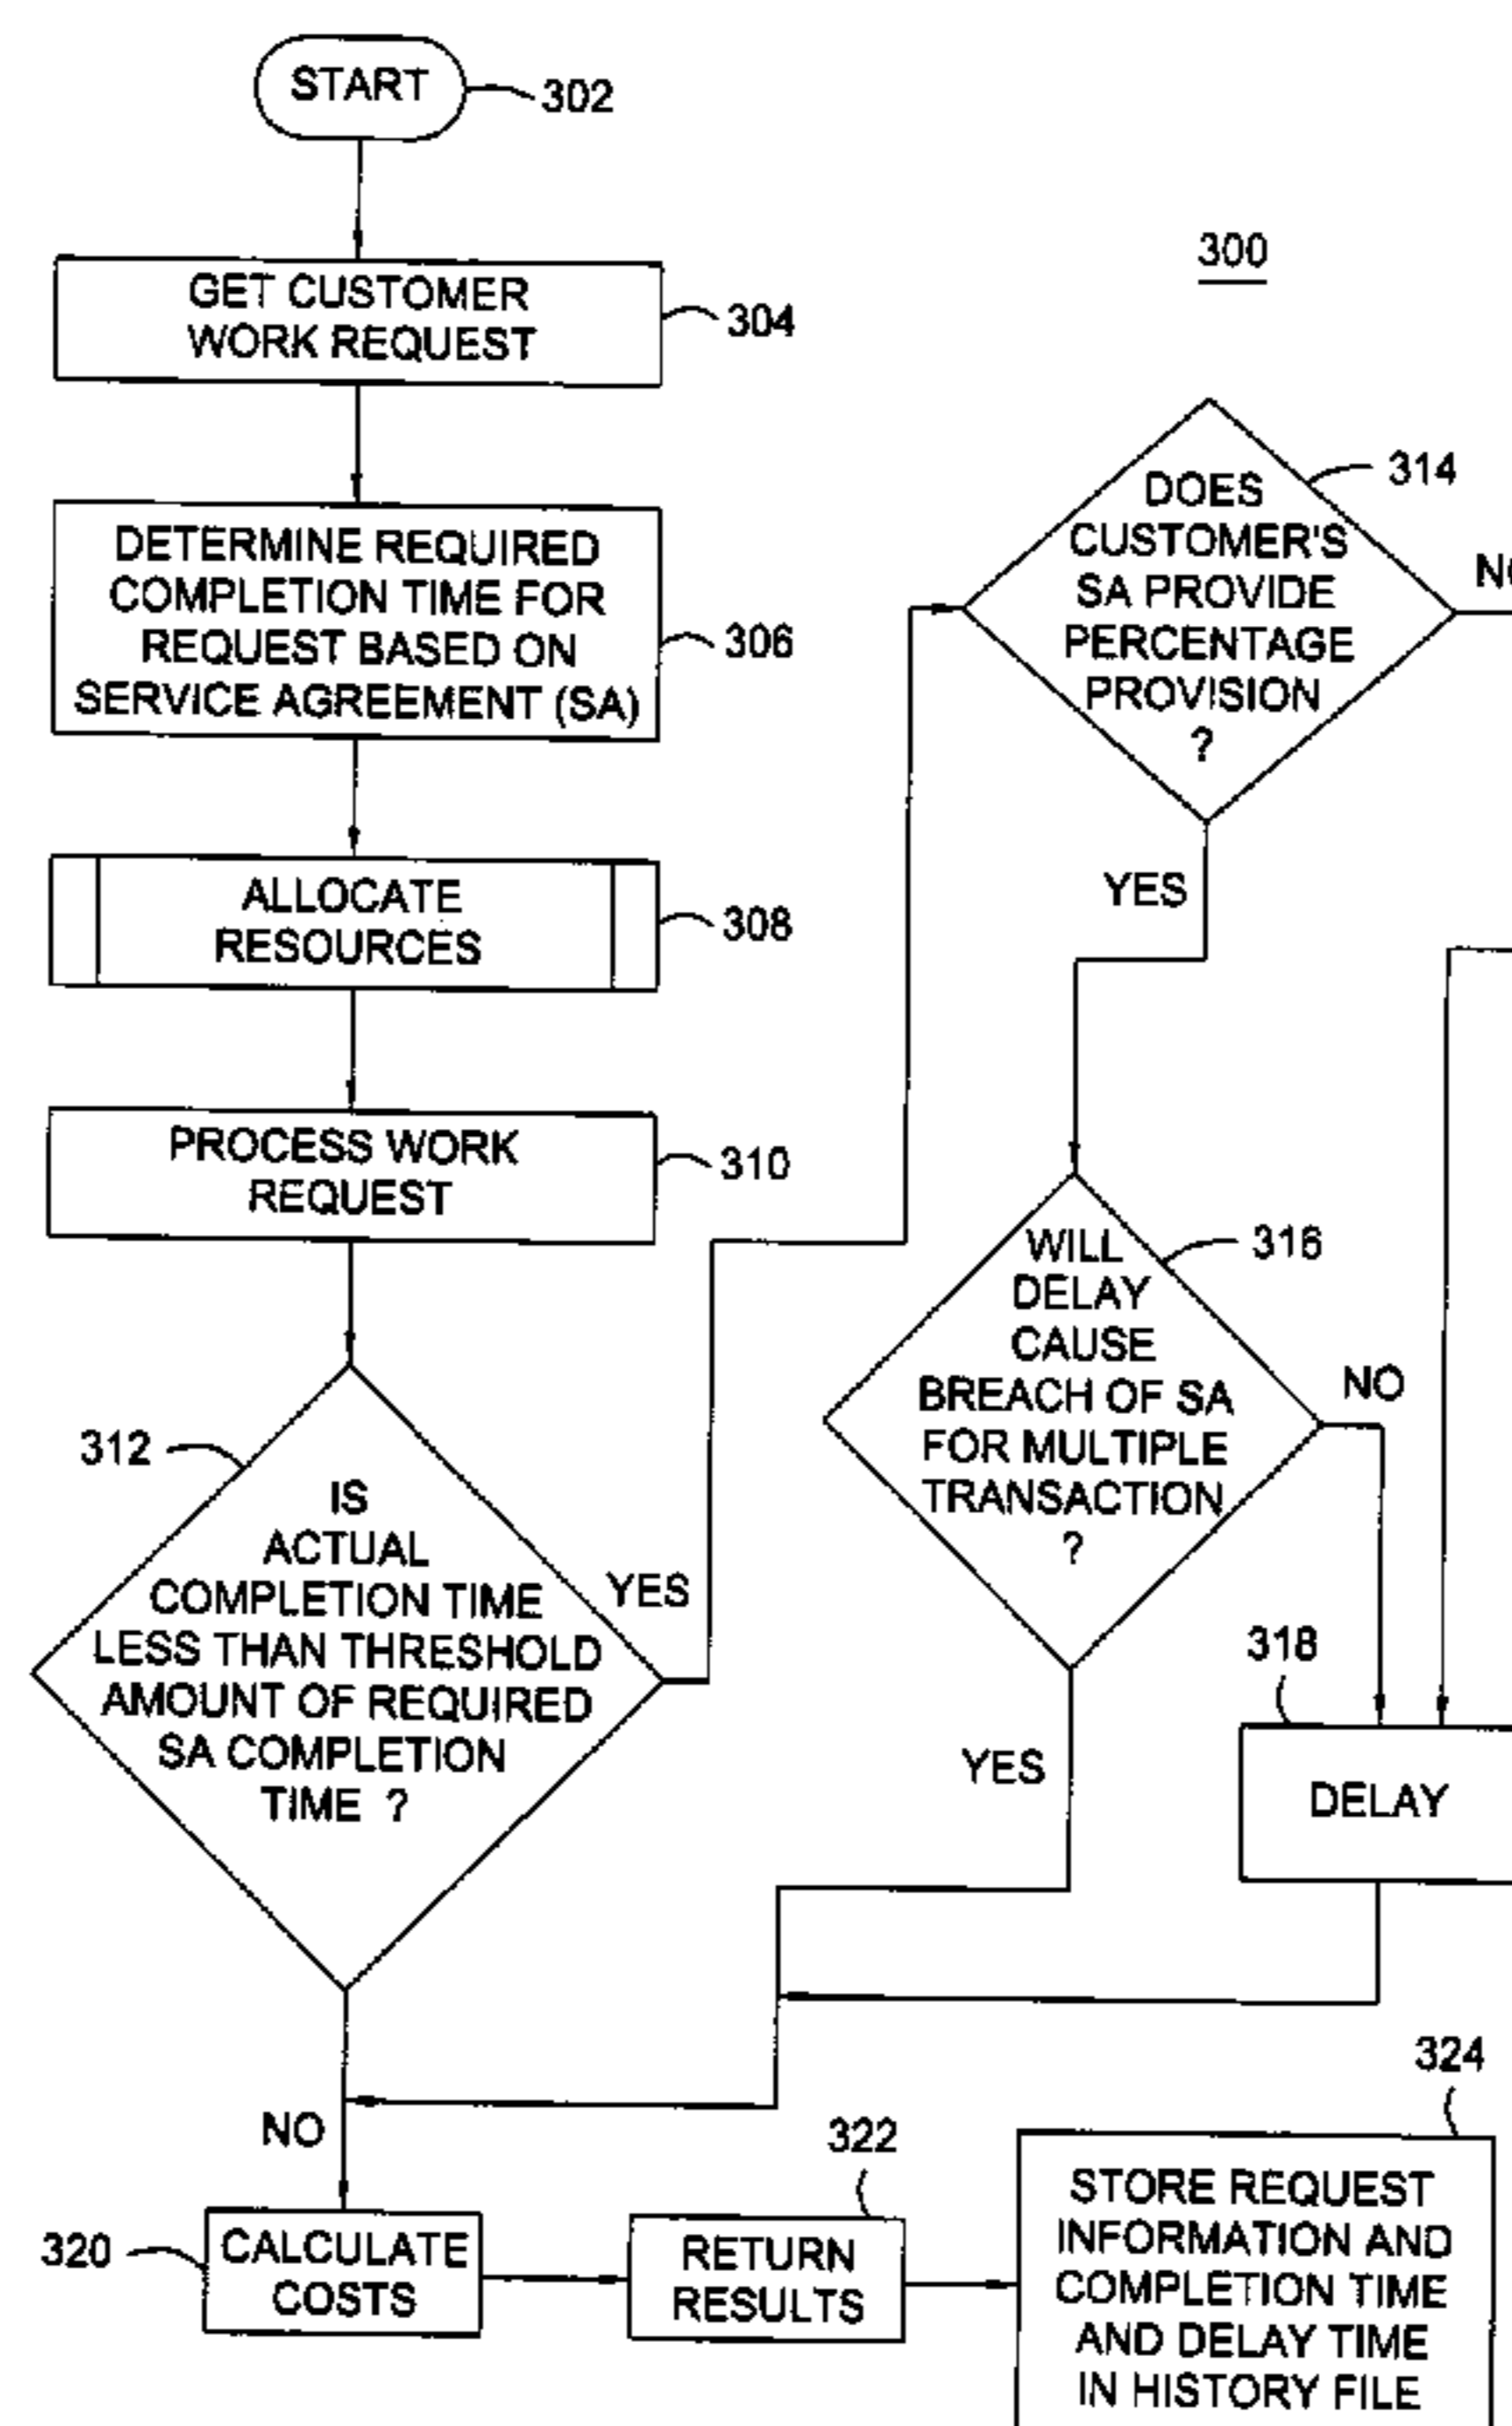 START
302
300
GET CUSTOMER
WORK REQUEST
304
DETERMINE REQUIRED
COMPLETION TIME FOR
REQUEST BASED ON
SERVICE AGREEMENT (SA)
306
ALLOCATE
RESOURCES
308
PROCESS WORK
REQUEST
310
312
IS
ACTUAL
COMPLETION TIME
LESS THAN THRESHOLD
AMOUNT OF REQUIRED
SA COMPLETION
TIME ?
YES
NO
314
DOES
CUSTOMER'S
SA PROVIDE
PERCENTAGE
PROVISION
?
YES
316
WILL
DELAY
CAUSE
BREACH OF SA
FOR MULTIPLE
TRANSACTION
?
NO
YES
318
DELAY
320
CALCULATE
COSTS
322
RETURN
RESULTS
324
STORE REQUEST
INFORMATION AND
COMPLETION TIME
AND DELAY TIME
IN HISTORY FILE